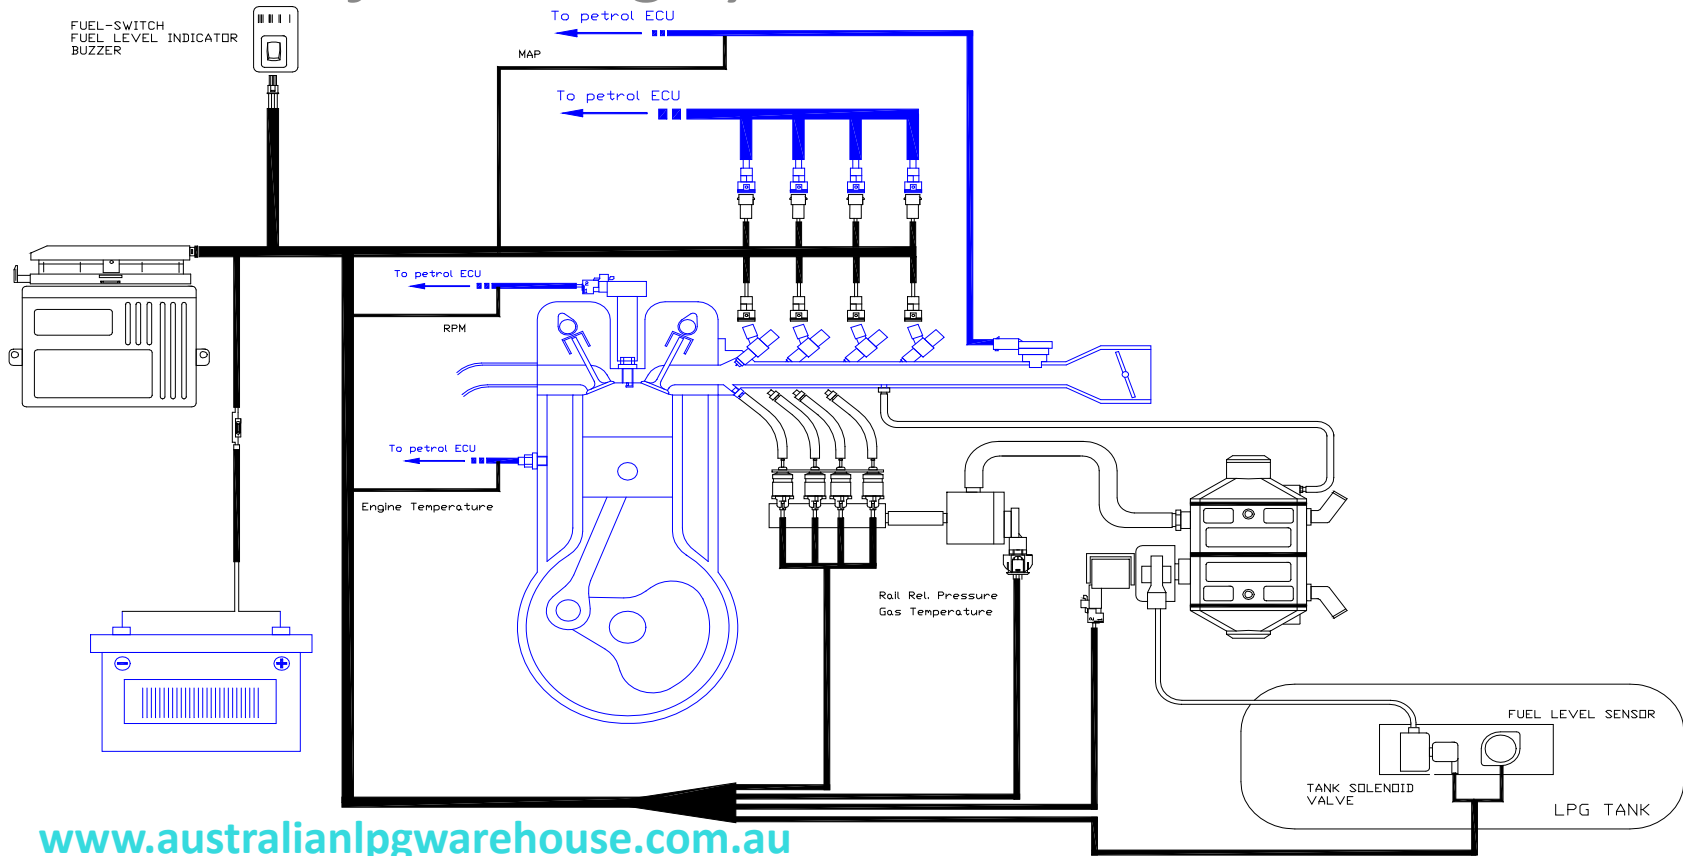 FUEL-SWITCH
FUEL LEVEL INDICATOR
BUZZER
To petrol ECU
MAP
To petrol ECU
To petrol ECU
RPM
To petrol ECU
Engine Temperature
Rail Rel. Pressure
Gas Temperature
FUEL LEVEL SENSOR
TANK SOLENOID
VALVE
LPG TANK
www.australianlpgwarehouse.com.au